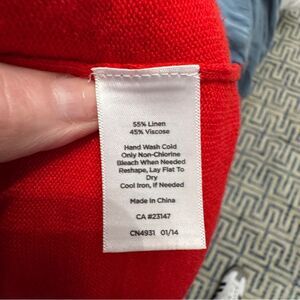 55% Linen
45% Viscose
Hand Wash Cold
Only Non-Chlorine
Bleach When Needed
Reshape, Lay Flat To
Dry
Cool Iron, if Needed
Made in China
CA #23147
CN4931 01/14